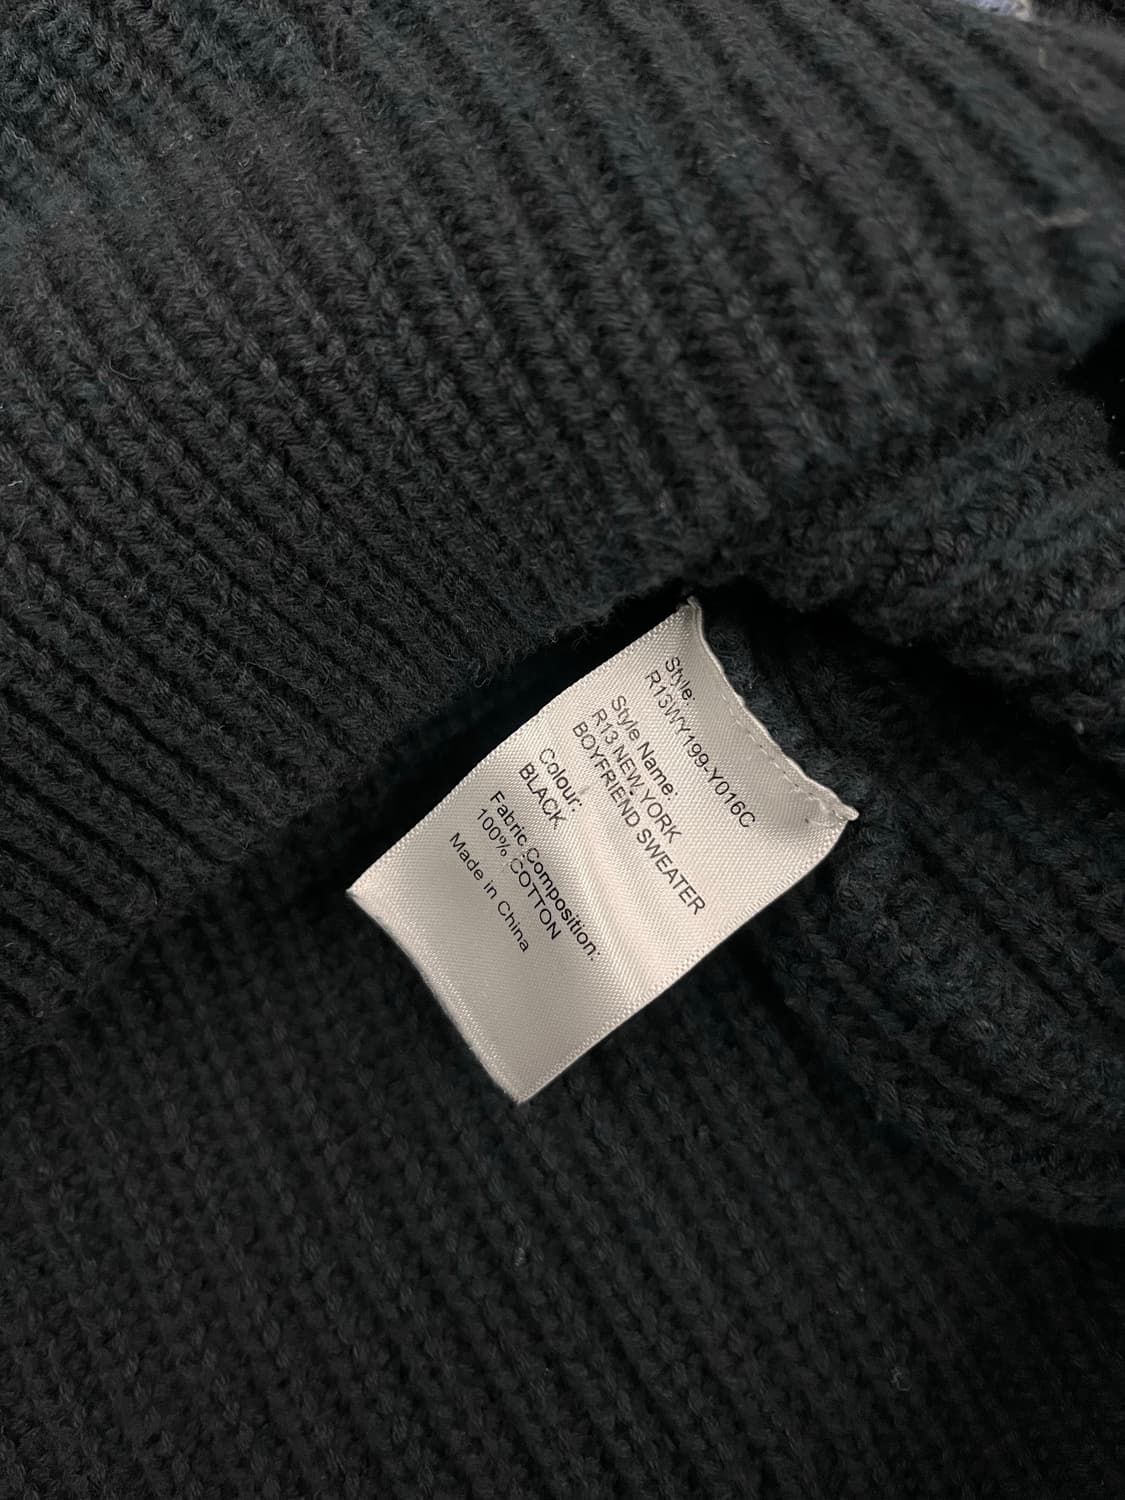 Style:
R13WY199-Y016C
Style Name:
R13 NEW YORK
BOYFRIEND SWEATER
Colour:
BLACK
Fabric Composition:
100% COTTON
Made in China